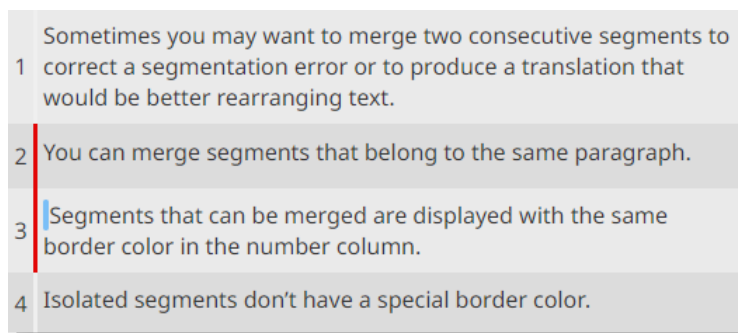 Sometimes you may want to merge two consecutive segments to
1 correct a segmentation error or to produce a translation that
would be better rearranging text.
2 You can merge segments that belong to the same paragraph.
Segments that can be merged are displayed with the same
3 border color in the number column.
4 Isolated segments don’t have a special border color.